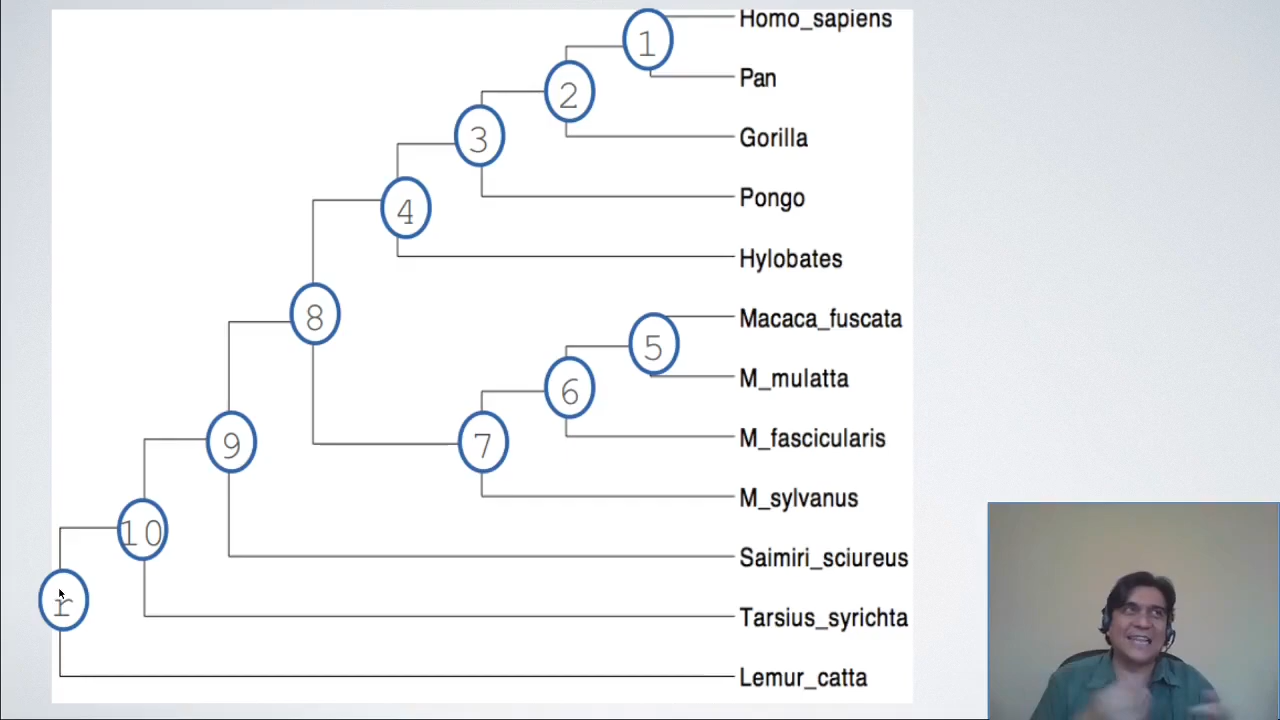 Homo_sapiens
1
Pan
2
Gorilla
3
Pongo
4
Hylobates
Macaca_fuscata
8
5
M_mulatta
6
M_fascicularis
9
7
M_sylvanus
10
Saimiri_sciureus
r
Tarsius_syrichta
Lemur_catta